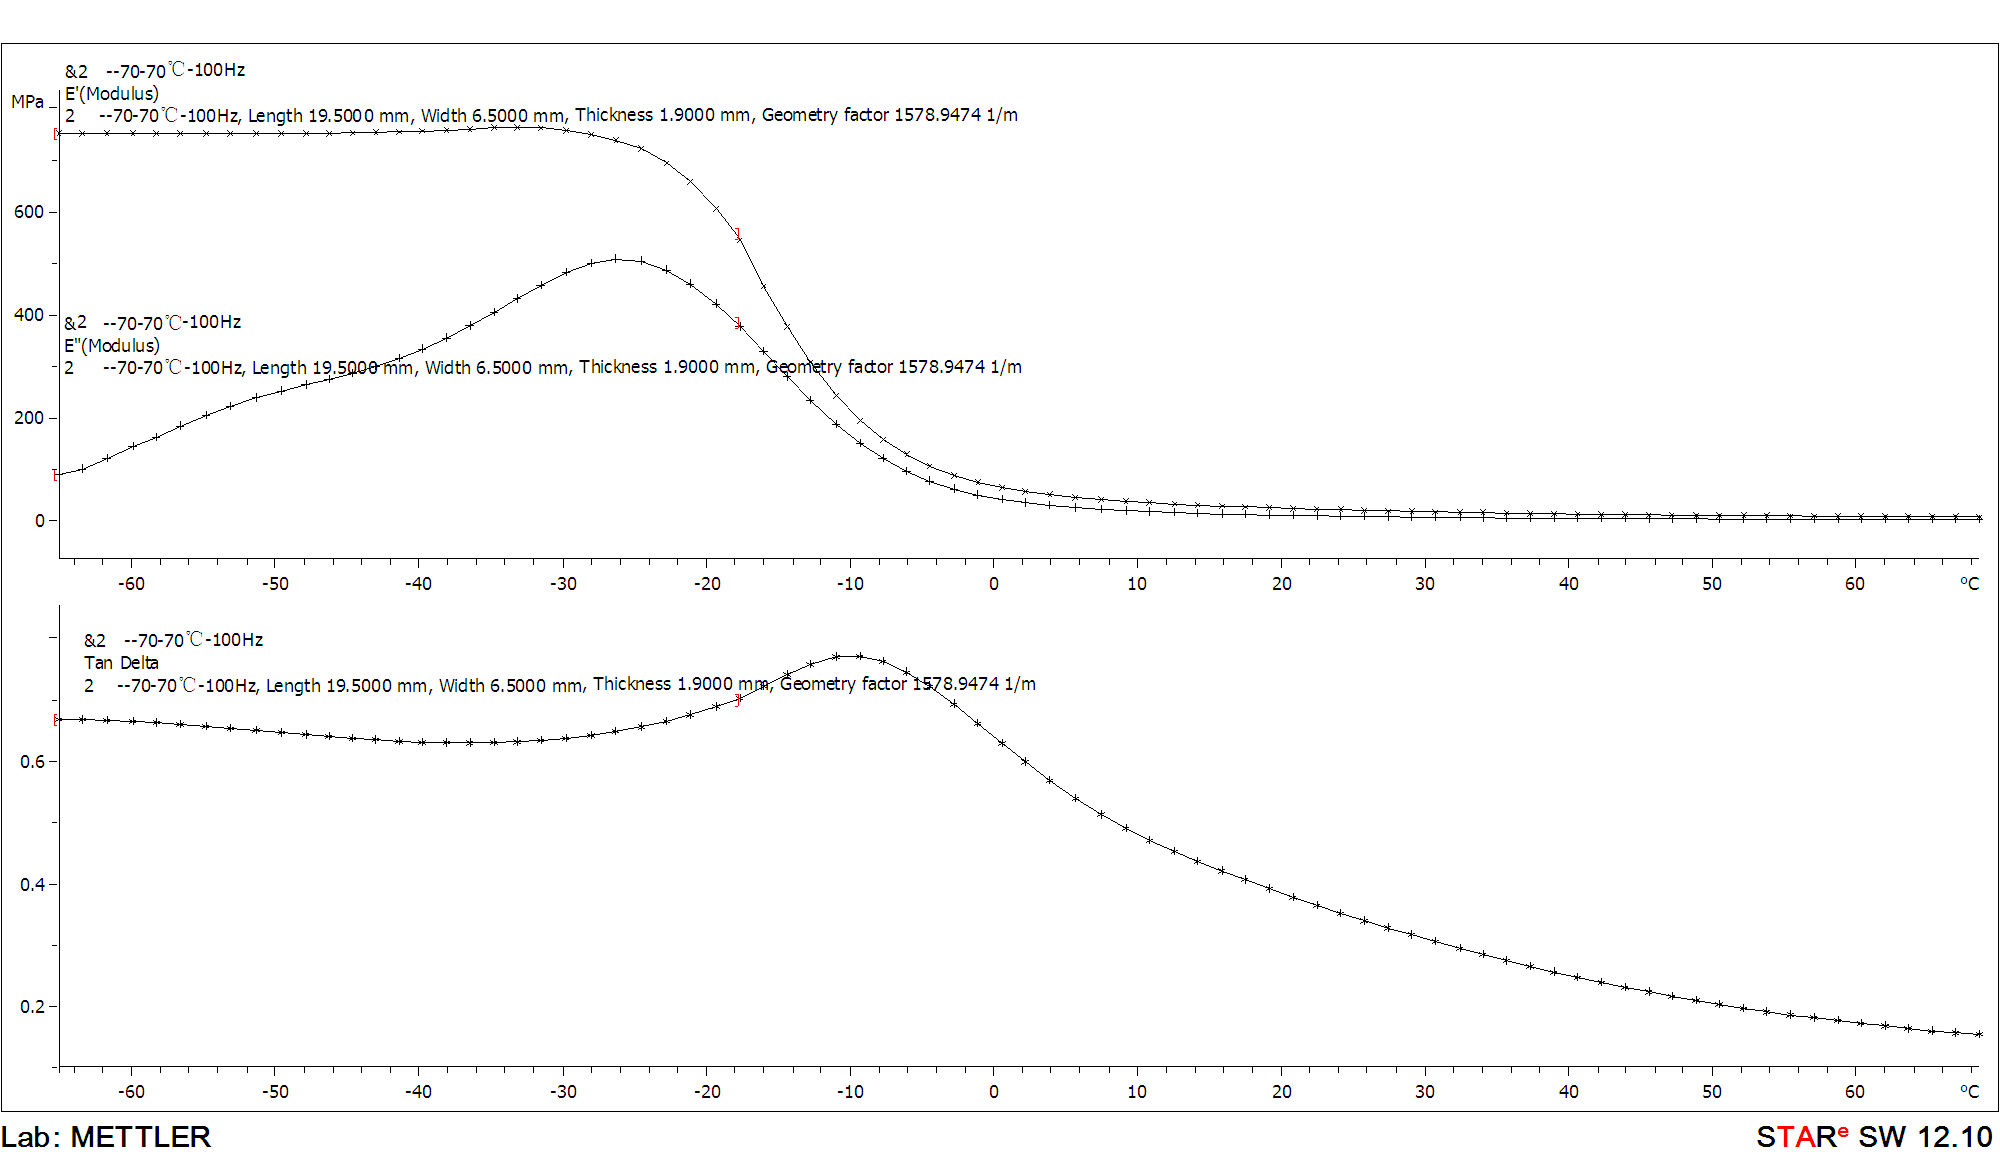 &2 --70-70℃-100Hz
MPa
E'(Modulus)
2 --70-70℃-100Hz, Length 19.5000 mm, Width 6.5000 mm, Thickness 1.9000 mm, Geometry factor 1578.9474 1/m
600
400
&2 --70-70℃-100Hz
E"(Modulus)
2 --70-70℃-100Hz, Length 19.5000 mm, Width 6.5000 mm, Thickness 1.9000 mm, Geometry factor 1578.9474 1/m
200
0
-60 -50 -40 -30 -20 -10 0 10 20 30 40 50 60 ºC
&2 --70-70℃-100Hz
Tan Delta
2 --70-70℃-100Hz, Length 19.5000 mm, Width 6.5000 mm, Thickness 1.9000 mm, Geometry factor 1578.9474 1/m
0.6
0.4
0.2
-60 -50 -40 -30 -20 -10 0 10 20 30 40 50 60 ºC
Lab: METTLER STARe SW 12.10